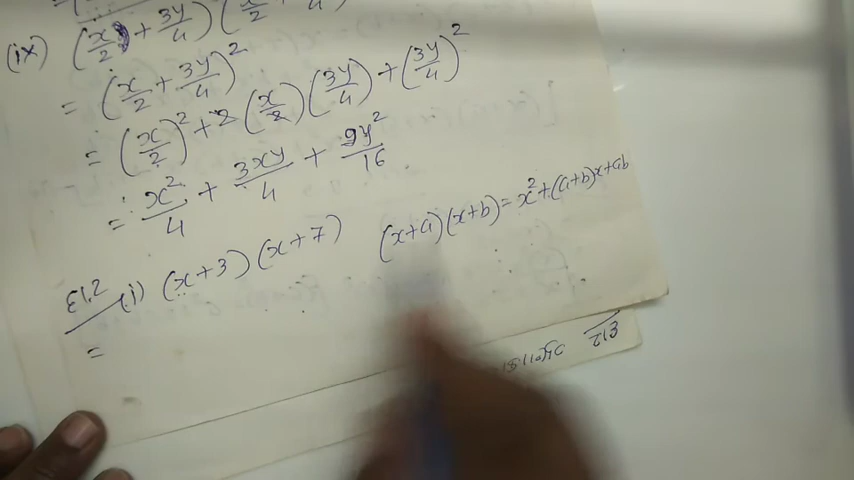 (ix) (x/2 + 3y/4) (x/2 +
= (x/2 + 3y/4)²
= (x/2)² + 2 (x/2) (3y/4) + (3y/4)²
= x²/4 + 3xy/4 + 9y²/16
(i) (x+3) (x+7) (x+a) (x+b) = x² + (a+b)x + ab
=